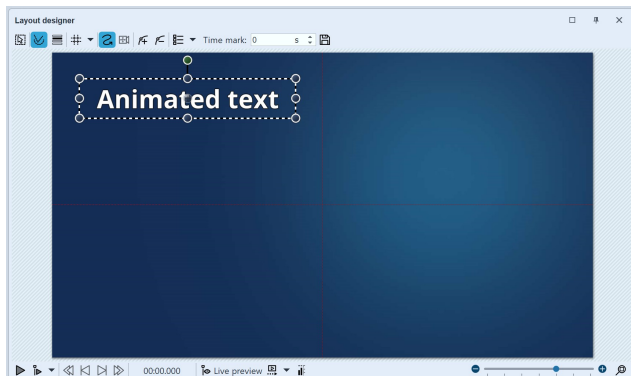 Layout designer
Time mark: 0 s
Animated text
00:00.000 Live preview